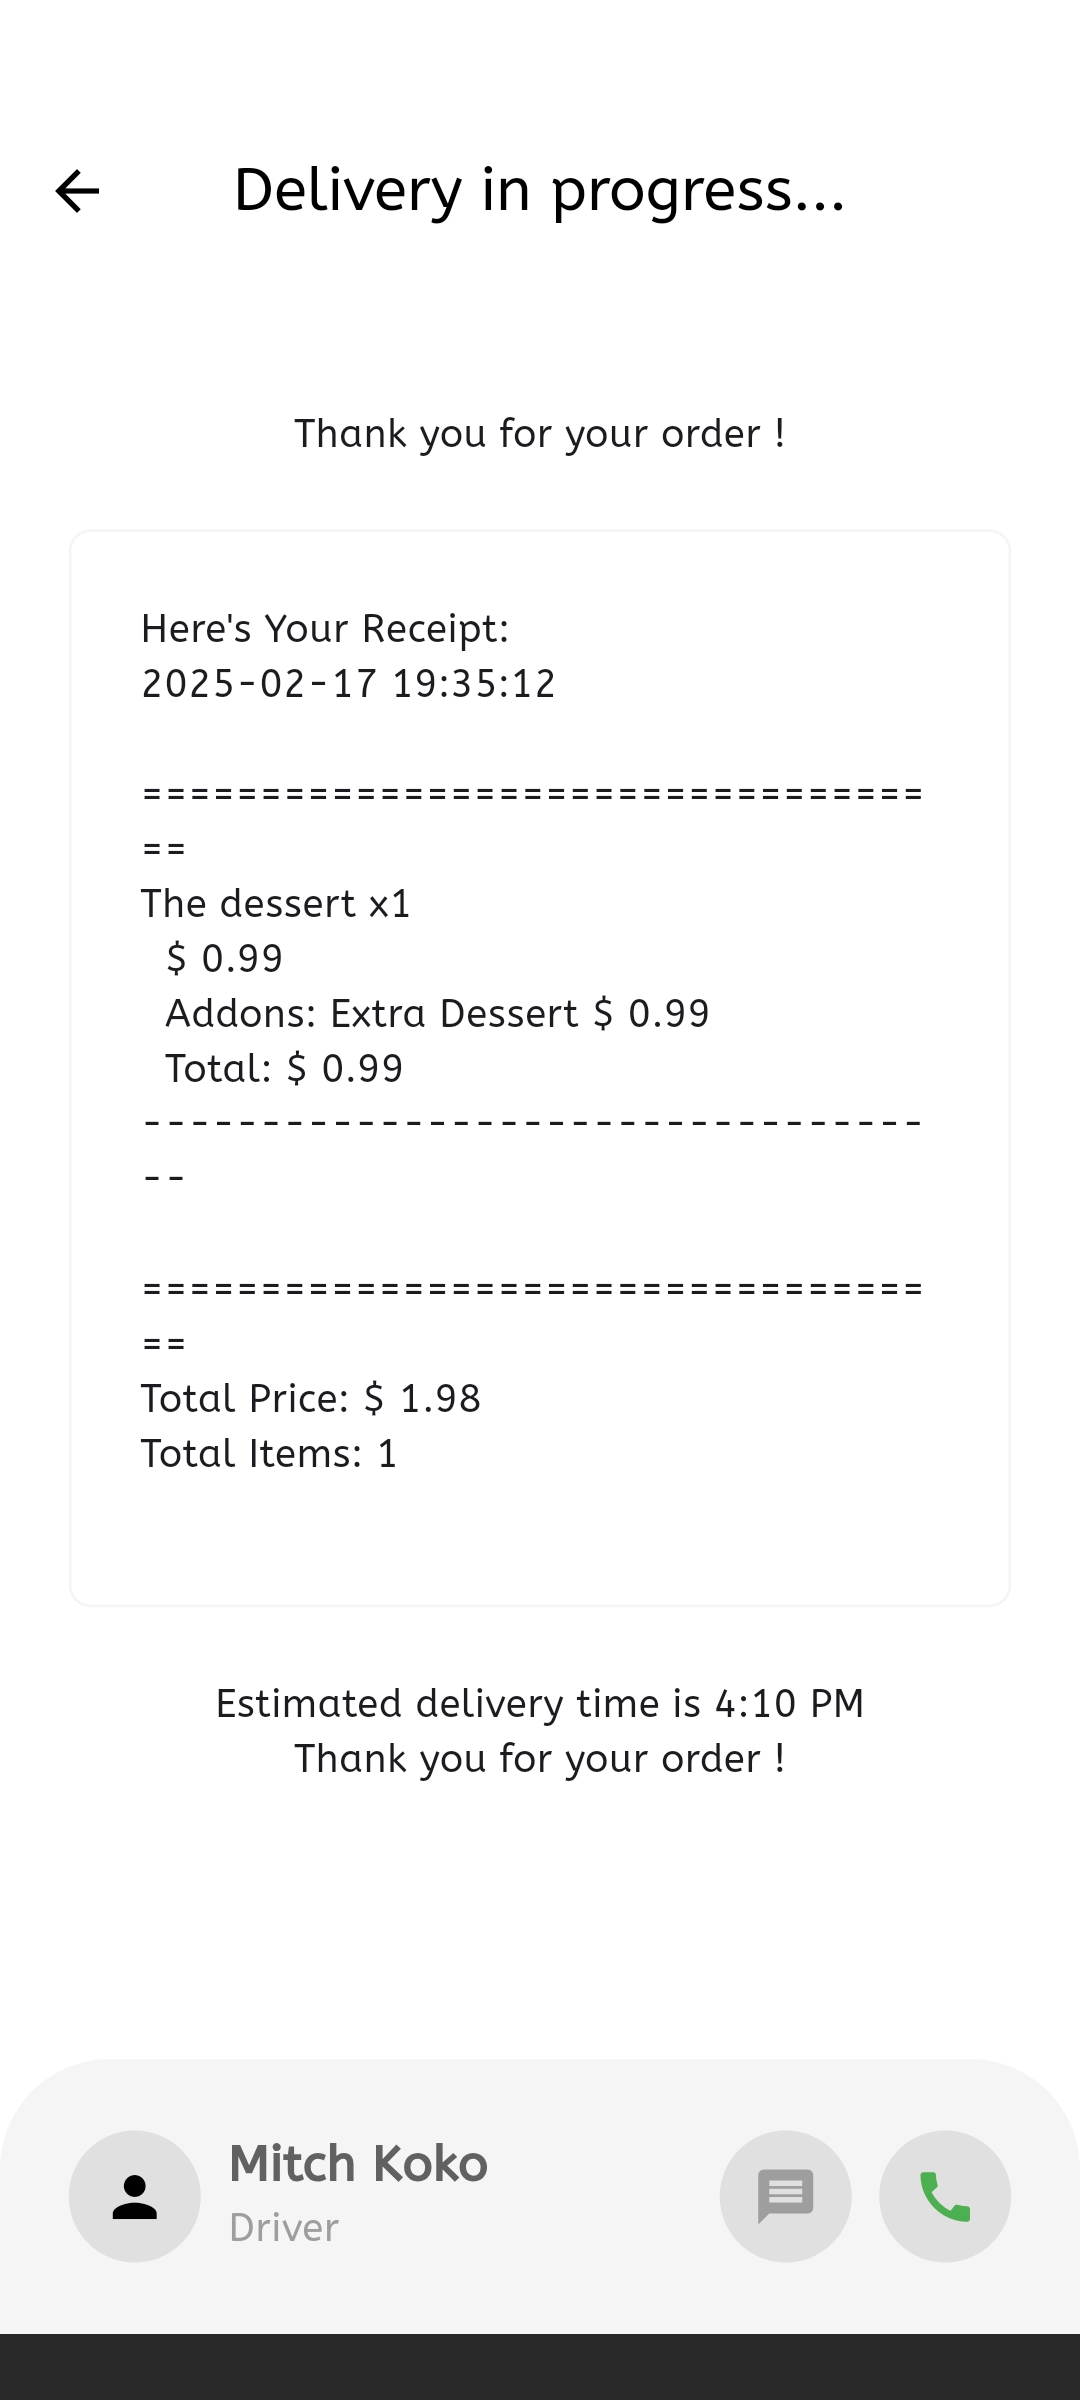 Delivery in progress...
Thank you for your order !
Here's Your Receipt:
2025-02-17 19:35:12
=================================
==
The dessert x1
$ 0.99
Addons: Extra Dessert $ 0.99
Total: $ 0.99
---------------------------------
--
=================================
==
Total Price: $ 1.98
Total Items: 1
Estimated delivery time is 4:10 PM
Thank you for your order !
Mitch Koko
Driver